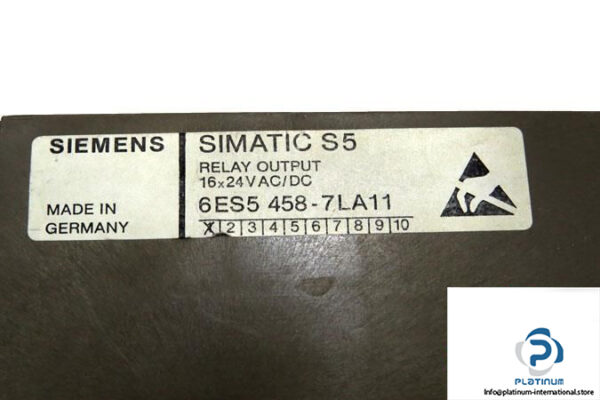 SIEMENS
MADE IN
GERMANY
SIMATIC S5
RELAY OUTPUT
16x24VAC/DC
6ES5 458-7LA11
X 2 3 4 5 6 7 8 9 10
PLATINUM
Info@platinum-international.store